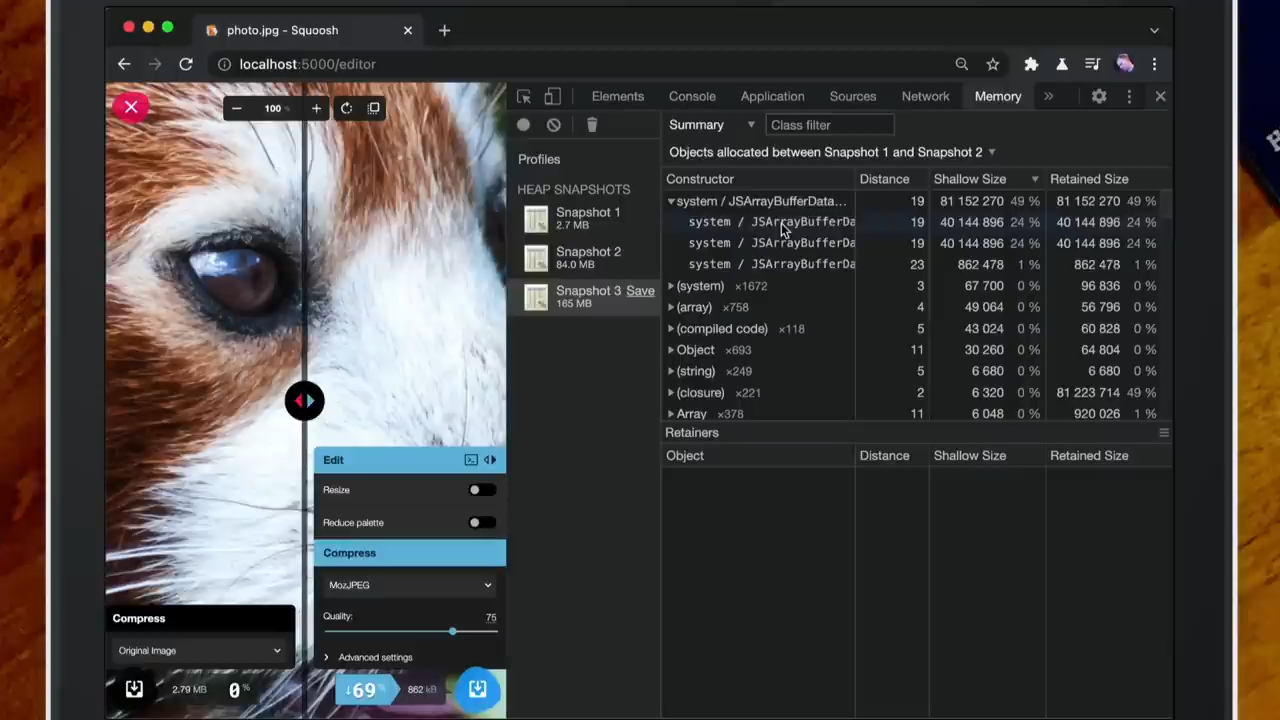 photo.jpg - Squoosh
localhost:5000/editor
100 %
Elements Console Application Sources Network Memory
Summary Class filter
Profiles
Objects allocated between Snapshot 1 and Snapshot 2
HEAP SNAPSHOTS
Snapshot 1
2.7 MB
Snapshot 2
84.0 MB
Snapshot 3 Save
165 MB
Constructor Distance Shallow Size Retained Size
system / JSArrayBufferData... 19 81 152 270 49 % 81 152 270 49 %
system / JSArrayBufferDa 19 40 144 896 24 % 40 144 896 24 %
system / JSArrayBufferDa 19 40 144 896 24 % 40 144 896 24 %
system / JSArrayBufferDa 23 862 478 1 % 862 478 1 %
(system) ×1672 3 67 700 0 % 96 836 0 %
(array) ×758 4 49 064 0 % 56 796 0 %
(compiled code) ×118 5 43 024 0 % 60 828 0 %
Object ×693 11 30 260 0 % 64 804 0 %
(string) ×249 5 6 680 0 % 6 680 0 %
(closure) ×221 2 6 320 0 % 81 223 714 49 %
Array ×378 11 6 048 0 % 920 026 1 %
Retainers
Object Distance Shallow Size Retained Size
Edit
Resize
Reduce palette
Compress
MozJPEG
Quality: 75
Advanced settings
Compress
Original Image
2.79 MB 0 %
↓69 % 862 kB